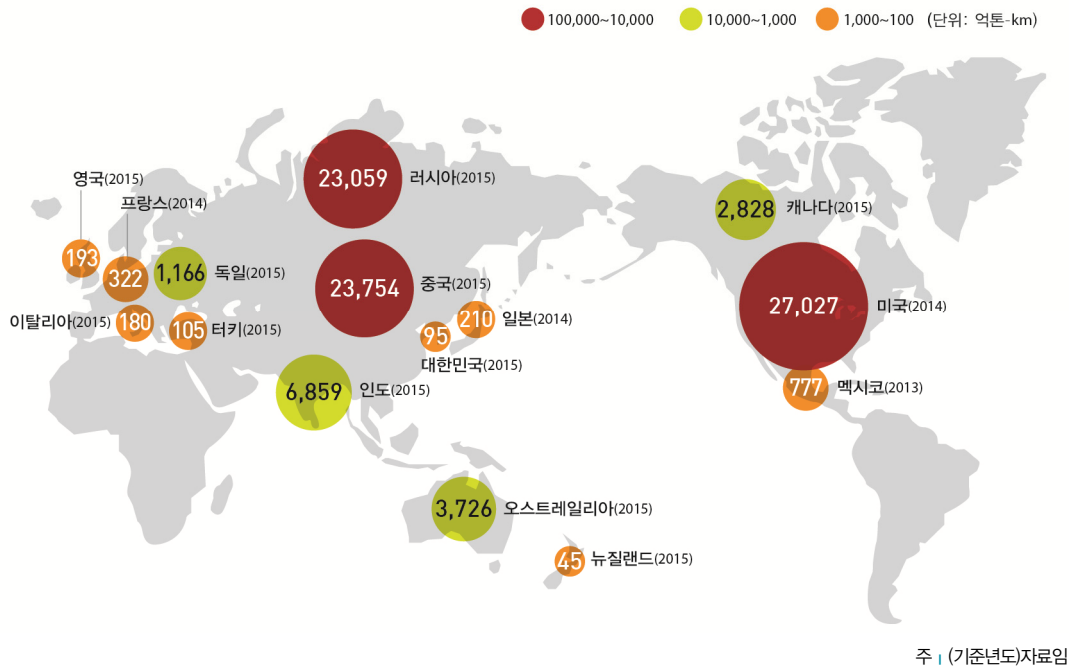 100,000~10,000 10,000~1,000 1,000~100 (단위: 억톤-km)
영국(2015)
프랑스(2014)
193
322
1,166 독일(2015)
이탈리아(2015) 180
105 터키(2015)
23,059 러시아(2015)
23,754 중국(2015)
210 일본(2014)
95
대한민국(2015)
6,859 인도(2015)
3,726 오스트레일리아(2015)
45 뉴질랜드(2015)
2,828 캐나다(2015)
27,027 미국(2014)
777 멕시코(2013)
주 | (기준년도)자료임